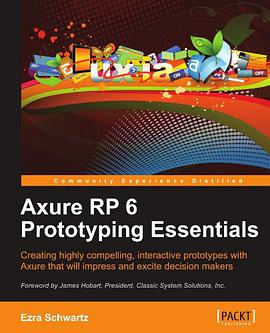 Community Experience Distilled
Axure RP 6
Prototyping Essentials
Creating highly compelling, interactive prototypes with
Axure that will impress and excite decision makers
Foreword by James Hobart, President, Classic System Solutions, Inc.
Ezra Schwartz
PACKT
PUBLISHING